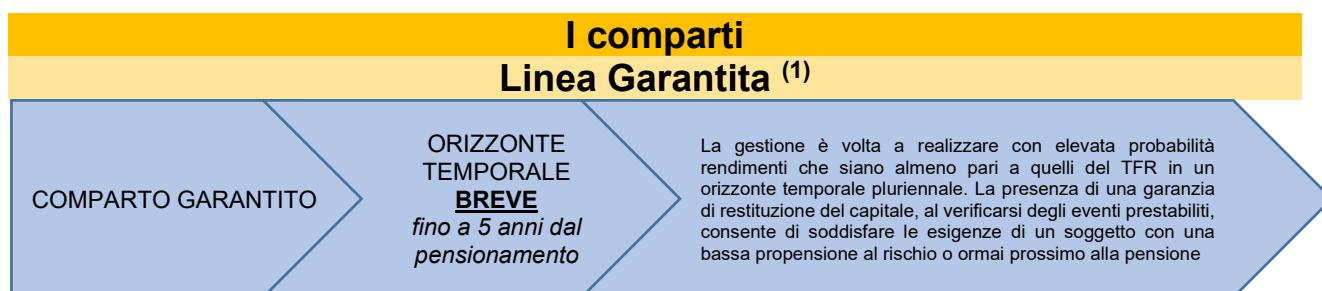 I comparti
Linea Garantita (1)
COMPARTO GARANTITO
ORIZZONTE
TEMPORALE
BREVE
fino a 5 anni dal
pensionamento
La gestione è volta a realizzare con elevata probabilità
rendimenti che siano almeno pari a quelli del TFR in un
orizzonte temporale pluriennale. La presenza di una garanzia
di restituzione del capitale, al verificarsi degli eventi prestabiliti,
consente di soddisfare le esigenze di un soggetto con una
bassa propensione al rischio o ormai prossimo alla pensione